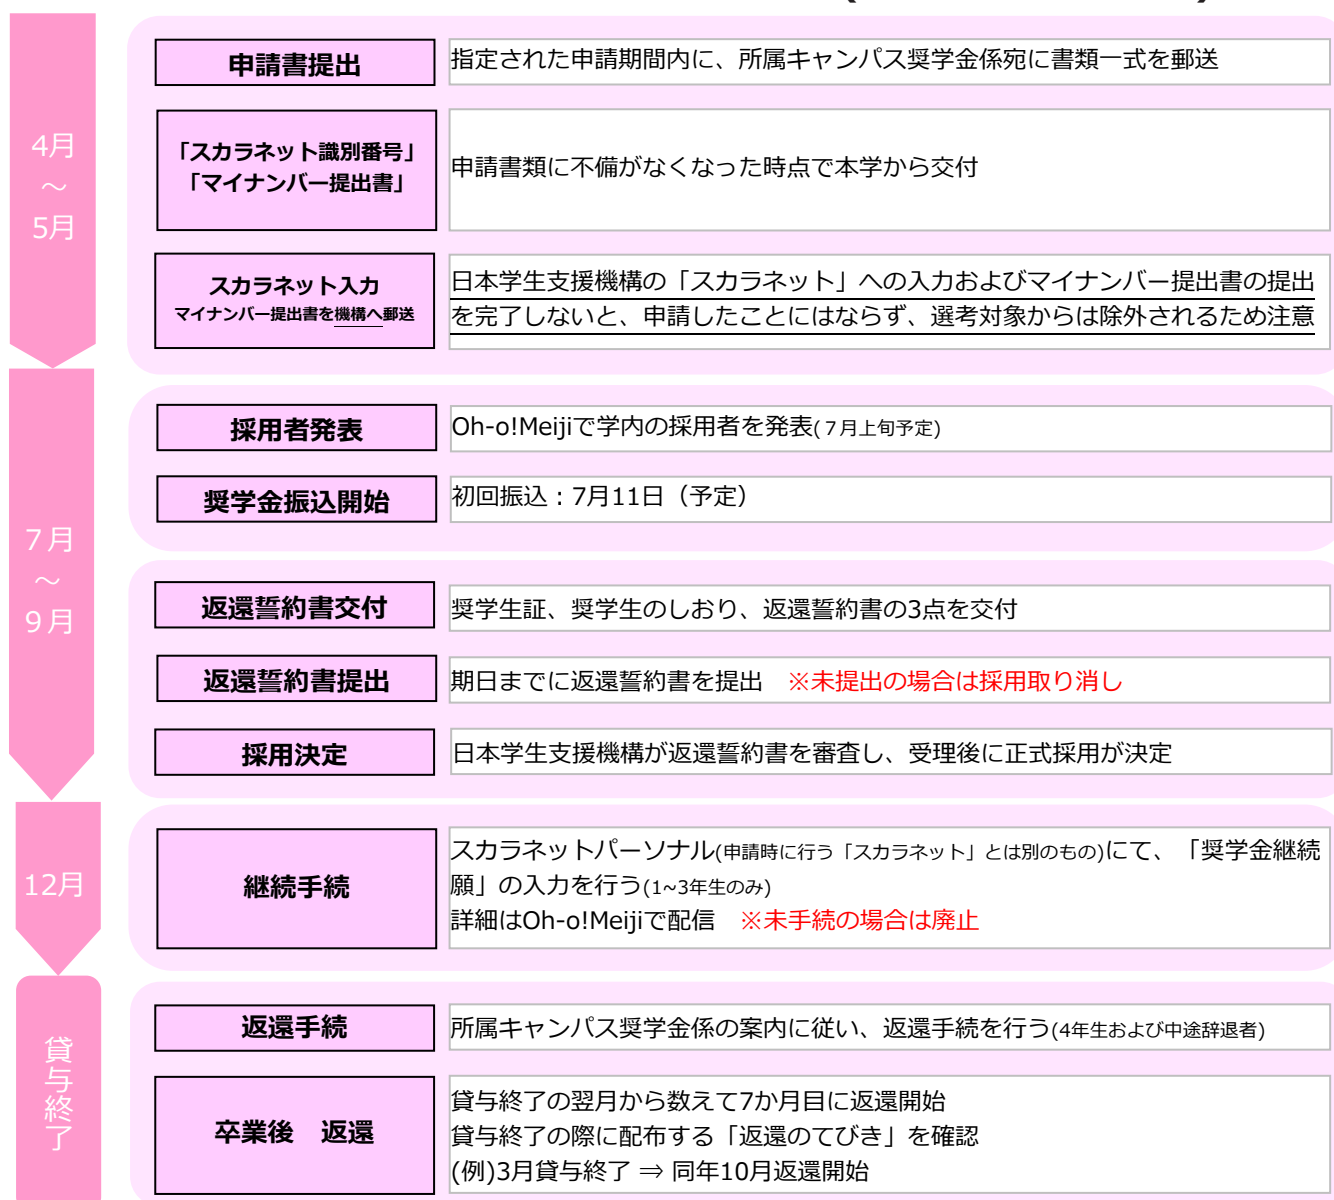 4月
～
5月
申請書提出
指定された申請期間内に、所属キャンパス奨学金係宛に書類一式を郵送
「スカラネット識別番号」
「マイナンバー提出書」
申請書類に不備がなくなった時点で本学から交付
スカラネット入力
マイナンバー提出書を機構へ郵送
日本学生支援機構の「スカラネット」への入力およびマイナンバー提出書の提出
を完了しないと、申請したことにはならず、選考対象からは除外されるため注意
７月
～
９月
採用者発表
Oh-o!Meijiで学内の採用者を発表(７月上旬予定)
奨学金振込開始
初回振込：7月11日（予定）
返還誓約書交付
奨学生証、奨学生のしおり、返還誓約書の3点を交付
返還誓約書提出
期日までに返還誓約書を提出　※未提出の場合は採用取り消し
採用決定
日本学生支援機構が返還誓約書を審査し、受理後に正式採用が決定
12月
継続手続
スカラネットパーソナル(申請時に行う「スカラネット」とは別のもの)にて、「奨学金継続
願」の入力を行う(1~3年生のみ)
詳細はOh-o!Meijiで配信　※未手続の場合は廃止
貸与終了
返還手続
所属キャンパス奨学金係の案内に従い、返還手続を行う(4年生および中途辞退者)
卒業後　返還
貸与終了の翌月から数えて7か月目に返還開始
貸与終了の際に配布する「返還のてびき」を確認
(例)3月貸与終了 ⇒ 同年10月返還開始